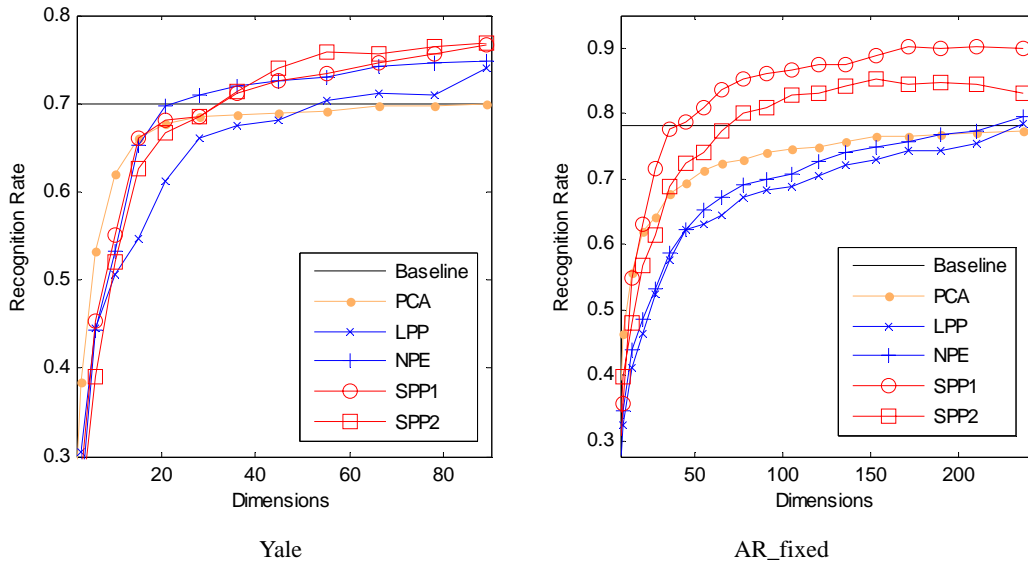 0.8
0.7
0.6
0.5
0.4
0.3
Recognition Rate
20
40
60
80
Dimensions
Baseline
PCA
LPP
NPE
SPP1
SPP2
Yale
0.9
0.8
0.7
0.6
0.5
0.4
0.3
Recognition Rate
50
100
150
200
Dimensions
Baseline
PCA
LPP
NPE
SPP1
SPP2
AR_fixed